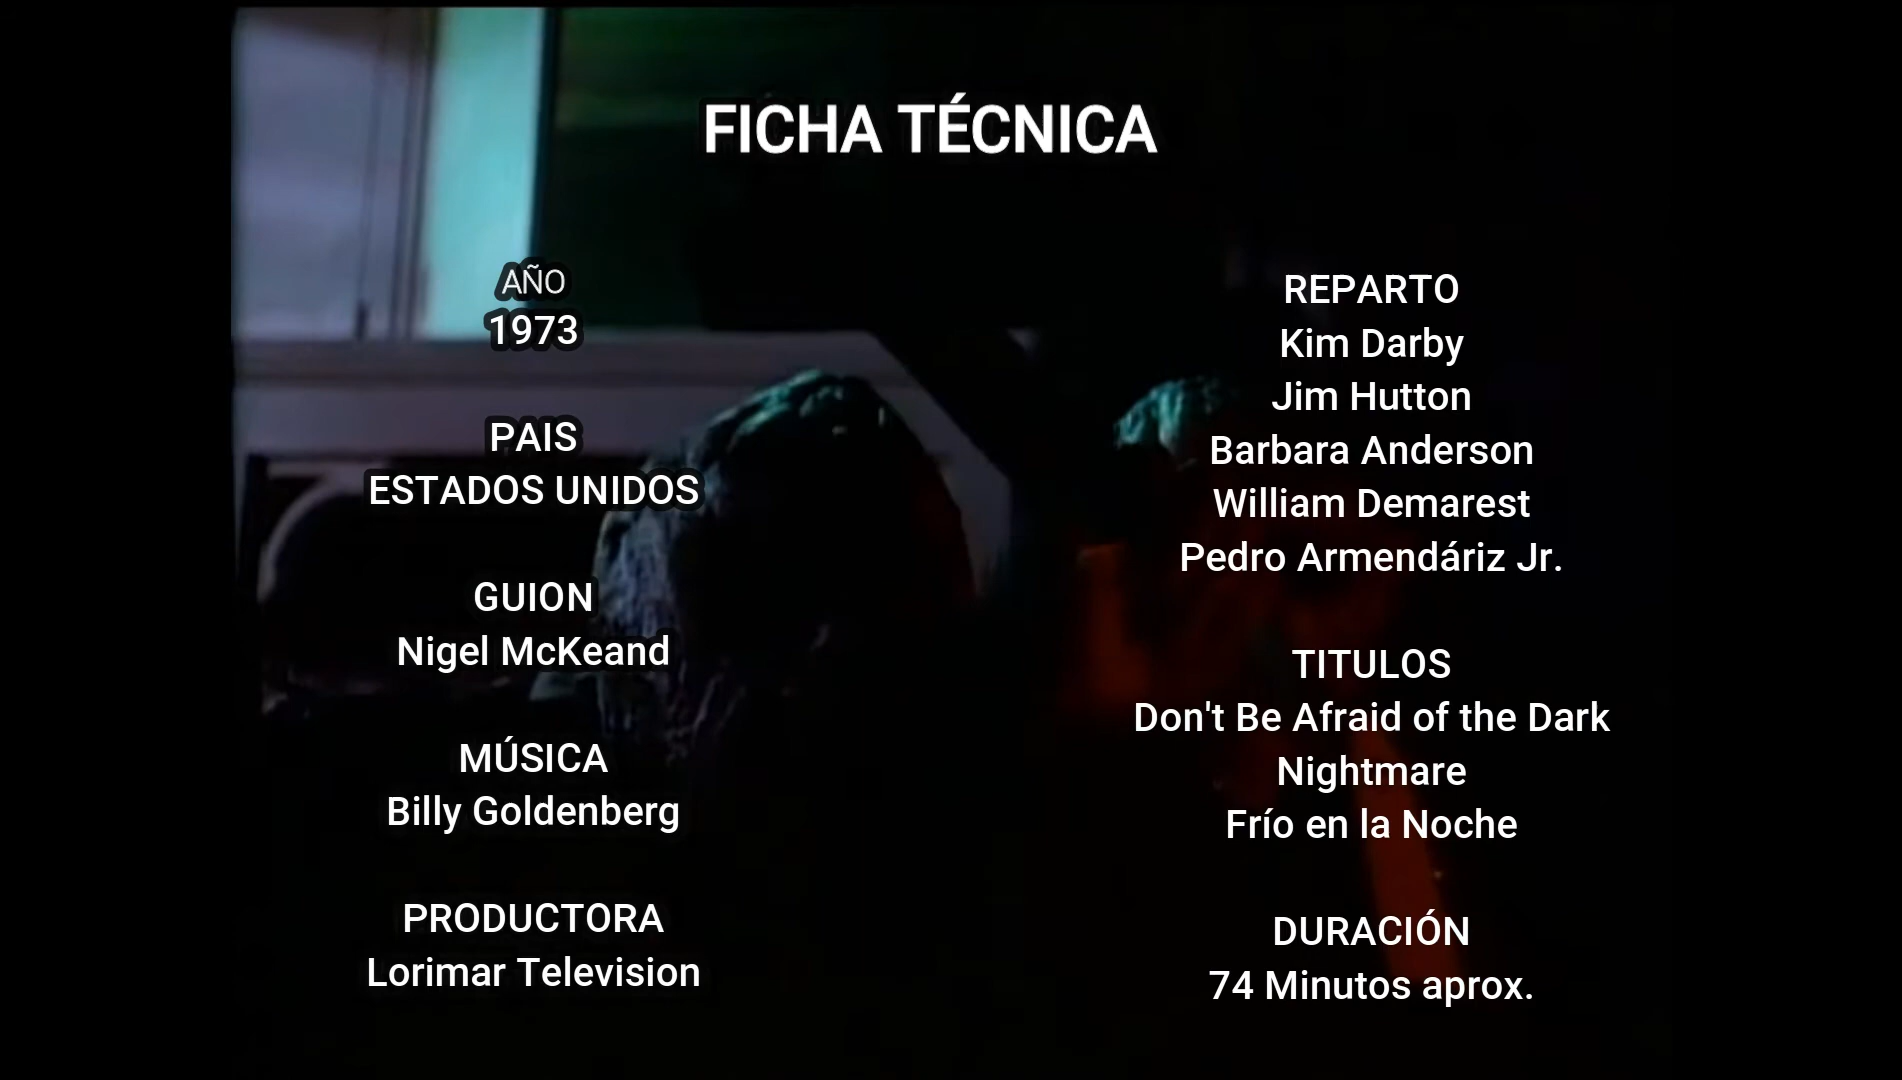 FICHA TÉCNICA
AÑO
1973
PAIS
ESTADOS UNIDOS
GUION
Nigel McKeand
MÚSICA
Billy Goldenberg
PRODUCTORA
Lorimar Television
REPARTO
Kim Darby
Jim Hutton
Barbara Anderson
William Demarest
Pedro Armendáriz Jr.
TITULOS
Don't Be Afraid of the Dark
Nightmare
Frío en la Noche
DURACIÓN
74 Minutos aprox.